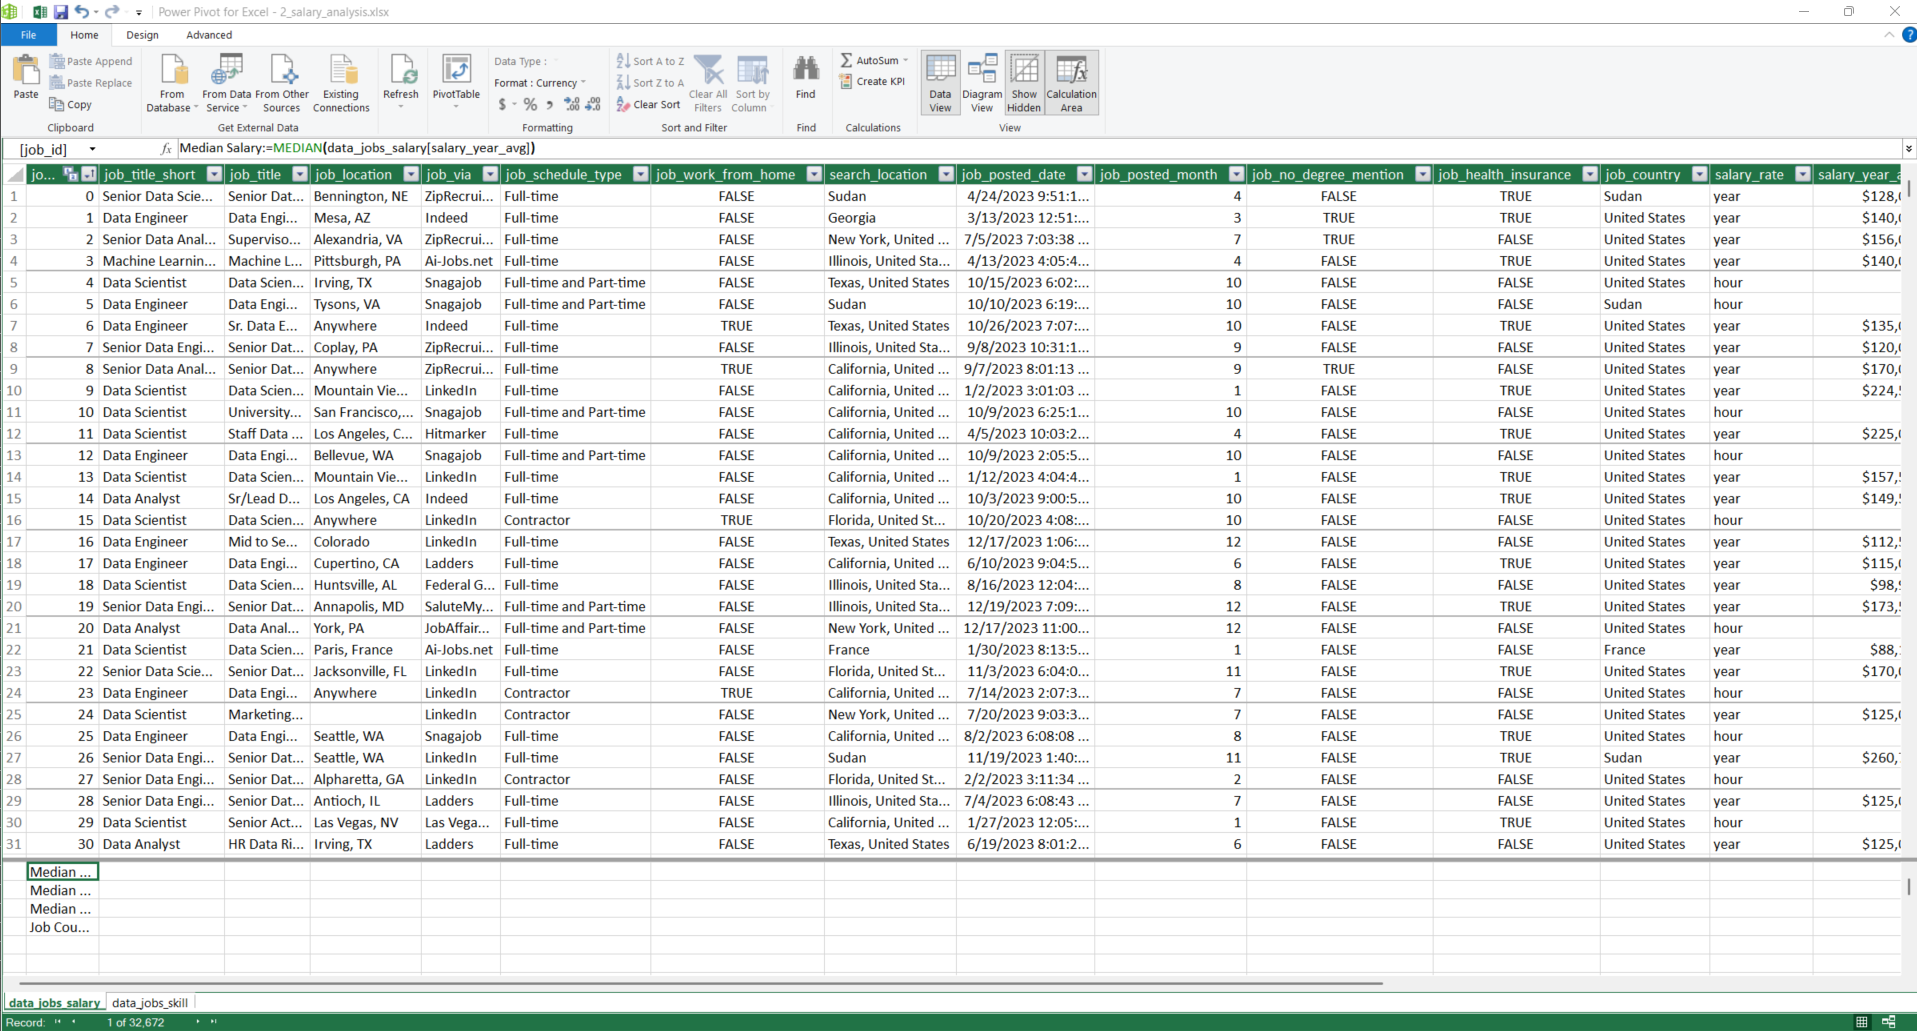 Power Pivot for Excel - 2_salary_analysis.xlsx
File Home Design Advanced
Paste
Paste Append
Paste Replace
Copy
Clipboard
From Database
From Data Service
From Other Sources
Existing Connections
Get External Data
Refresh
PivotTable
Data Type :
Format : Currency
$ % , .00 .00
Formatting
Sort A to Z
Sort Z to A
Clear Sort
Clear All Filters
Sort by Column
Sort and Filter
Find
Find
AutoSum
Create KPI
Calculations
Data View
Diagram View
Show Hidden
Calculation Area
View
[job_id] fx Median Salary:=MEDIAN(data_jobs_salary[salary_year_avg])
jo... job_title_short job_title job_location job_via job_schedule_type job_work_from_home search_location job_posted_date job_posted_month job_no_degree_mention job_health_insurance job_country salary_rate salary_year_a
1 0 Senior Data Scie... Senior Dat... Bennington, NE ZipRecrui... Full-time FALSE Sudan 4/24/2023 9:51:1... 4 FALSE TRUE Sudan year $128,0
2 1 Data Engineer Data Engi... Mesa, AZ Indeed Full-time FALSE Georgia 3/13/2023 12:51:... 3 TRUE TRUE United States year $140,0
3 2 Senior Data Anal... Superviso... Alexandria, VA ZipRecrui... Full-time FALSE New York, United ... 7/5/2023 7:03:38 ... 7 TRUE FALSE United States year $156,0
4 3 Machine Learnin... Machine L... Pittsburgh, PA Ai-Jobs.net Full-time FALSE Illinois, United Sta... 4/13/2023 4:05:4... 4 FALSE TRUE United States year $140,0
5 4 Data Scientist Data Scien... Irving, TX Snagajob Full-time and Part-time FALSE Texas, United States 10/15/2023 6:02:... 10 FALSE FALSE United States hour
6 5 Data Engineer Data Engi... Tysons, VA Snagajob Full-time and Part-time FALSE Sudan 10/10/2023 6:19:... 10 FALSE FALSE Sudan hour
7 6 Data Engineer Sr. Data E... Anywhere Indeed Full-time TRUE Texas, United States 10/26/2023 7:07:... 10 FALSE TRUE United States year $135,0
8 7 Senior Data Engi... Senior Dat... Coplay, PA ZipRecrui... Full-time FALSE Illinois, United Sta... 9/8/2023 10:31:1... 9 FALSE FALSE United States year $120,0
9 8 Senior Data Anal... Senior Dat... Anywhere ZipRecrui... Full-time TRUE California, United ... 9/7/2023 8:01:13 ... 9 TRUE FALSE United States year $170,0
10 9 Data Scientist Data Scien... Mountain Vie... LinkedIn Full-time FALSE California, United ... 1/2/2023 3:01:03 ... 1 FALSE TRUE United States year $224,5
11 10 Data Scientist University... San Francisco,... Snagajob Full-time and Part-time FALSE California, United ... 10/9/2023 6:25:1... 10 FALSE FALSE United States hour
12 11 Data Scientist Staff Data ... Los Angeles, C... Hitmarker Full-time FALSE California, United ... 4/5/2023 10:03:2... 4 FALSE TRUE United States year $225,0
13 12 Data Engineer Data Engi... Bellevue, WA Snagajob Full-time and Part-time FALSE California, United ... 10/9/2023 2:05:5... 10 FALSE FALSE United States hour
14 13 Data Scientist Data Scien... Mountain Vie... LinkedIn Full-time FALSE California, United ... 1/12/2023 4:04:4... 1 FALSE TRUE United States year $157,5
15 14 Data Analyst Sr/Lead D... Los Angeles, CA Indeed Full-time FALSE California, United ... 10/3/2023 9:00:5... 10 FALSE TRUE United States year $149,5
16 15 Data Scientist Data Scien... Anywhere LinkedIn Contractor TRUE Florida, United St... 10/20/2023 4:08:... 10 FALSE FALSE United States hour
17 16 Data Engineer Mid to Se... Colorado LinkedIn Full-time FALSE Texas, United States 12/17/2023 1:06:... 12 FALSE FALSE United States year $112,5
18 17 Data Engineer Data Engi... Cupertino, CA Ladders Full-time FALSE California, United ... 6/10/2023 9:04:5... 6 FALSE TRUE United States year $115,0
19 18 Data Scientist Data Scien... Huntsville, AL Federal G... Full-time FALSE Illinois, United Sta... 8/16/2023 12:04:... 8 FALSE FALSE United States year $98,9
20 19 Senior Data Engi... Senior Dat... Annapolis, MD SaluteMy... Full-time and Part-time FALSE Illinois, United Sta... 12/19/2023 7:09:... 12 FALSE TRUE United States year $173,5
21 20 Data Analyst Data Anal... York, PA JobAffair... Full-time and Part-time FALSE New York, United ... 12/17/2023 11:00... 12 FALSE FALSE United States hour
22 21 Data Scientist Data Scien... Paris, France Ai-Jobs.net Full-time FALSE France 1/30/2023 8:13:5... 1 FALSE FALSE France year $88,
23 22 Senior Data Scie... Senior Dat... Jacksonville, FL LinkedIn Full-time FALSE Florida, United St... 11/3/2023 6:04:0... 11 FALSE TRUE United States year $170,0
24 23 Data Engineer Data Engi... Anywhere LinkedIn Contractor TRUE California, United ... 7/14/2023 2:07:3... 7 FALSE FALSE United States hour
25 24 Data Scientist Marketing... LinkedIn Contractor FALSE New York, United ... 7/20/2023 9:03:3... 7 FALSE FALSE United States year $125,0
26 25 Data Engineer Data Engi... Seattle, WA Snagajob Full-time FALSE California, United ... 8/2/2023 6:08:08 ... 8 FALSE TRUE United States hour
27 26 Senior Data Engi... Senior Dat... Seattle, WA LinkedIn Full-time FALSE Sudan 11/19/2023 1:40:... 11 FALSE TRUE Sudan year $260,
28 27 Senior Data Engi... Senior Dat... Alpharetta, GA LinkedIn Contractor FALSE Florida, United St... 2/2/2023 3:11:34 ... 2 FALSE FALSE United States hour
29 28 Senior Data Engi... Senior Dat... Antioch, IL Ladders Full-time FALSE Illinois, United Sta... 7/4/2023 6:08:43 ... 7 FALSE FALSE United States year $125,0
30 29 Data Scientist Senior Act... Las Vegas, NV Las Vega... Full-time FALSE California, United ... 1/27/2023 12:05:... 1 FALSE TRUE United States hour
31 30 Data Analyst HR Data Ri... Irving, TX Ladders Full-time FALSE Texas, United States 6/19/2023 8:01:2... 6 FALSE FALSE United States year $125,0
Median ...
Median ...
Median ...
Job Cou...
data_jobs_salary data_jobs_skill
Record: 1 of 32,672